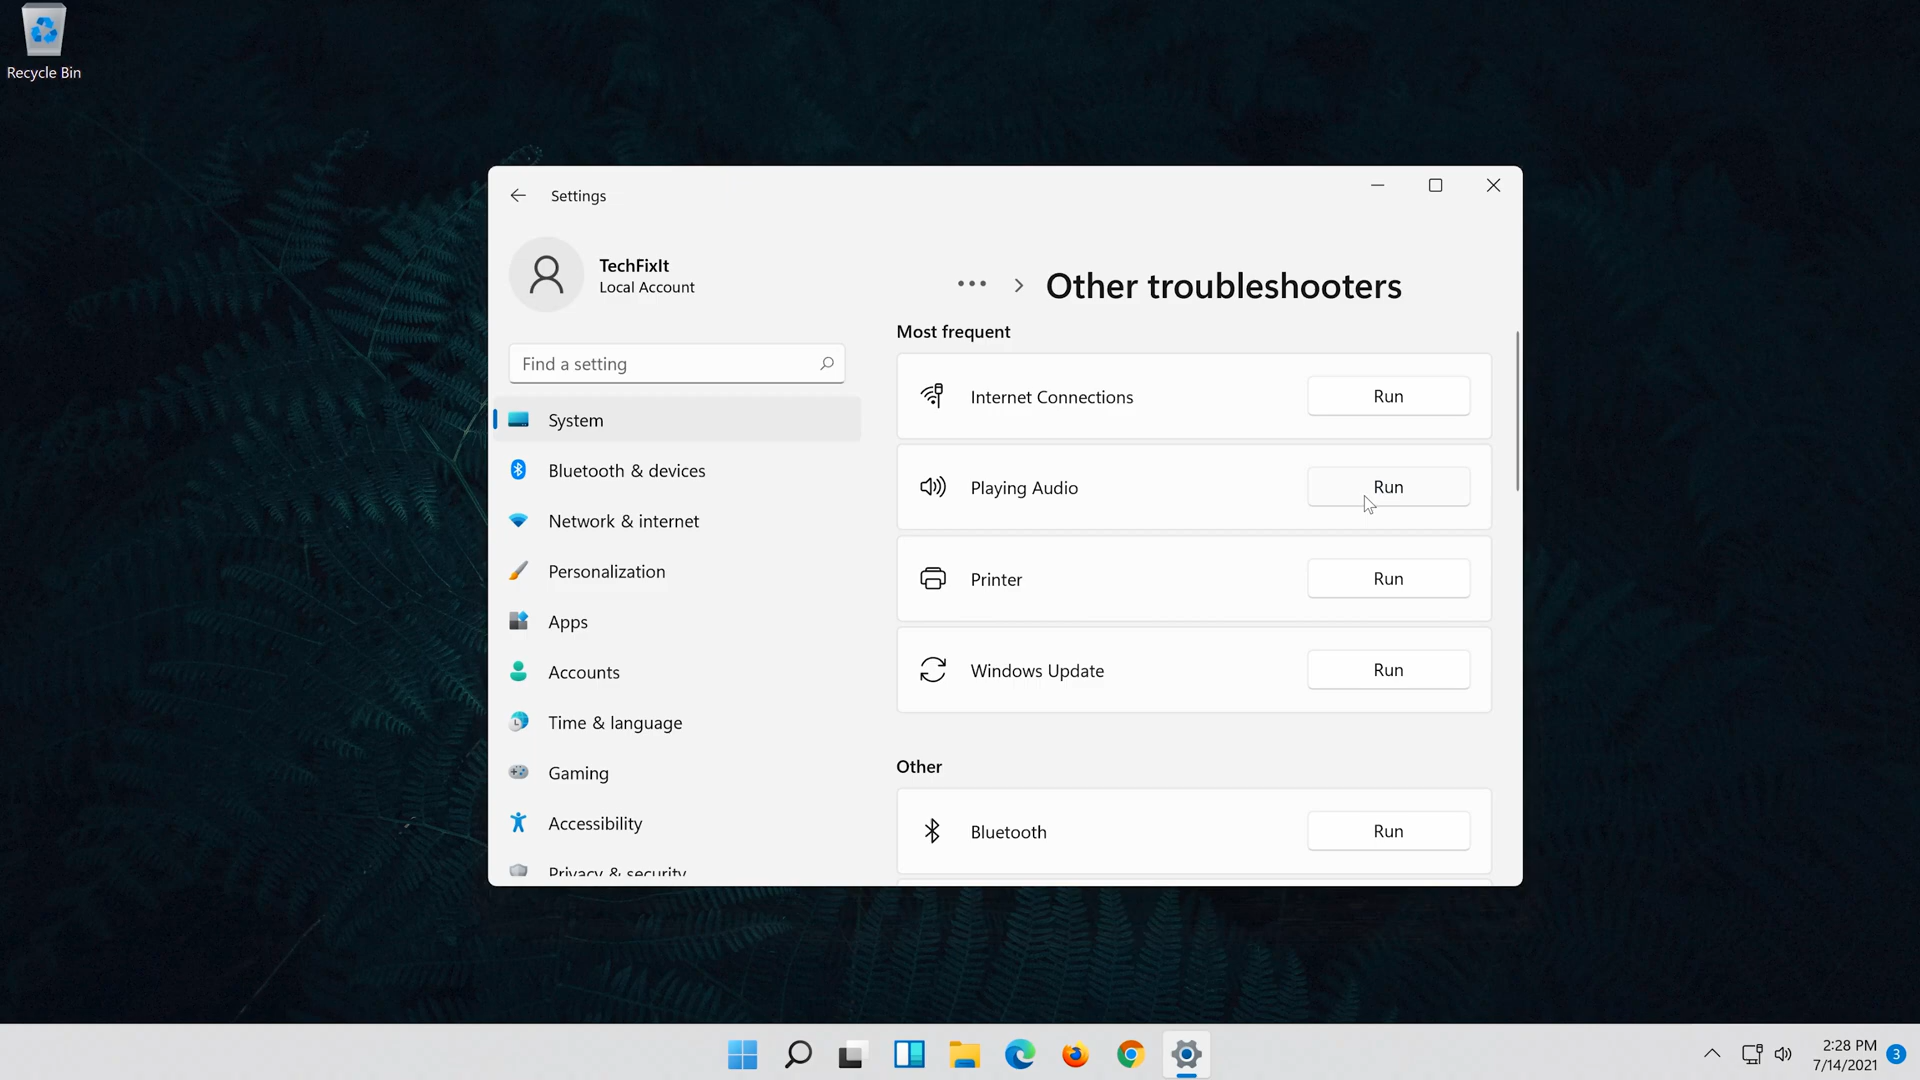 Recycle Bin
Settings
TechFixIt
Local Account
Find a setting
System
Bluetooth & devices
Network & internet
Personalization
Apps
Accounts
Time & language
Gaming
Accessibility
Privacy & security
Other troubleshooters
Most frequent
Internet Connections Run
Playing Audio Run
Printer Run
Windows Update Run
Other
Bluetooth Run
2:28 PM
7/14/2021
3